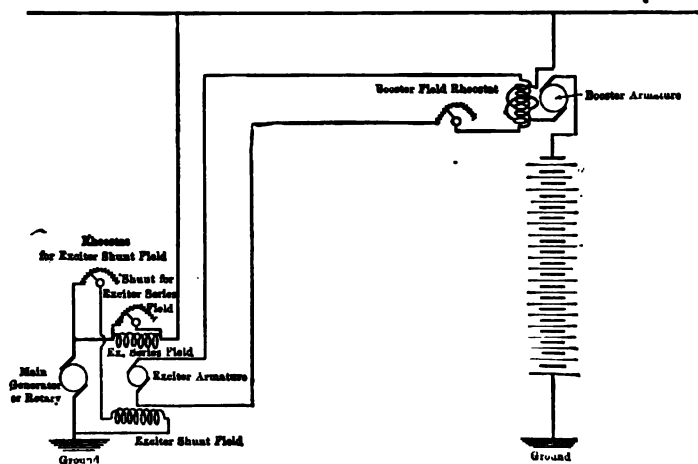 Booster Field Rheostat
Booster Armature
Rheostat
for Exciter Shunt Field
Shunt for
Exciter Series
Field
Ex. Series Field
Main
Generator
or Rotary
Exciter Armature
Exciter Shunt Field
Ground
Ground